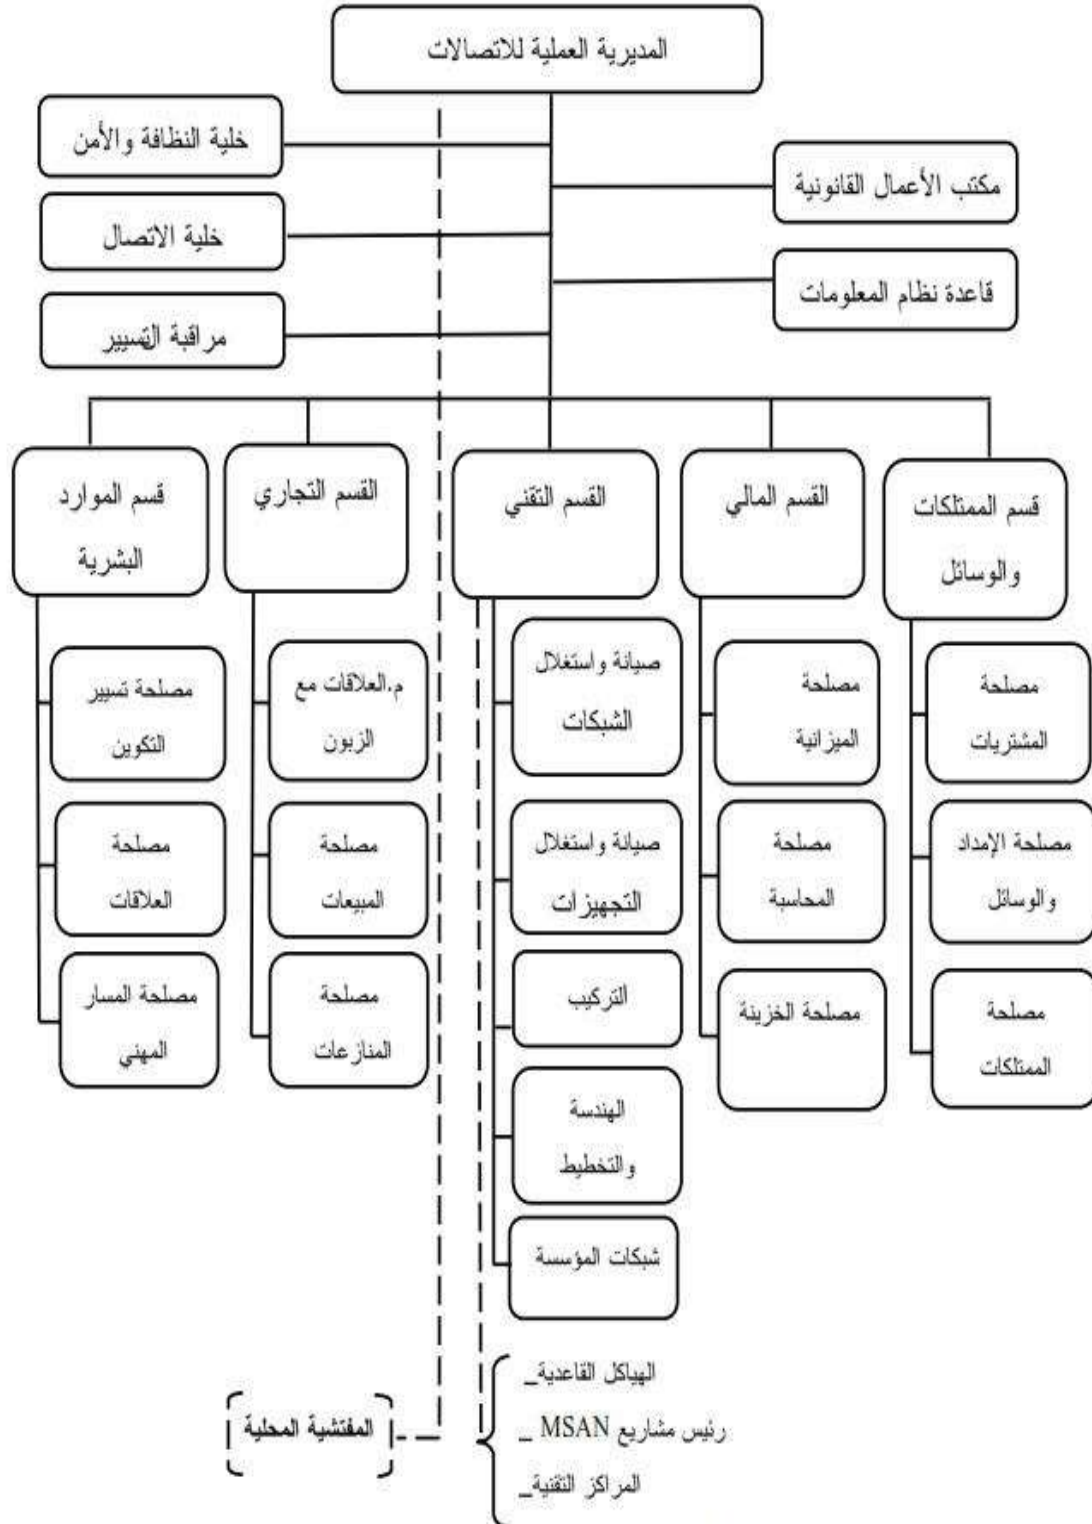 المديرية العملية للاتصالات
خلية النظافة والأمن
مكتب الأعمال القانونية
خلية الاتصال
قاعدة نظام المعلومات
مراقبة التسيير
قسم الممتلكات
والوسائل
القسم المالي
القسم التقني
القسم التجاري
قسم الموارد
البشرية
مصلحة
المشتريات
مصلحة الإمداد
والوسائل
مصلحة
الممتلكات
مصلحة
الميزانية
مصلحة
المحاسبة
مصلحة الخزينة
صيانة واستغلال
الشبكات
صيانة واستغلال
التجهيزات
التركيب
الهندسة
والتخطيط
شبكات المؤسسة
م.العلاقات مع
الزبون
مصلحة
المبيعات
مصلحة
المنازعات
مصلحة تسيير
التكوين
مصلحة
العلاقات
مصلحة المسار
المهني
الهياكل القاعدية_
رئيس مشاريع MSAN _
المراكز التقنية_
المفتشية المحلية